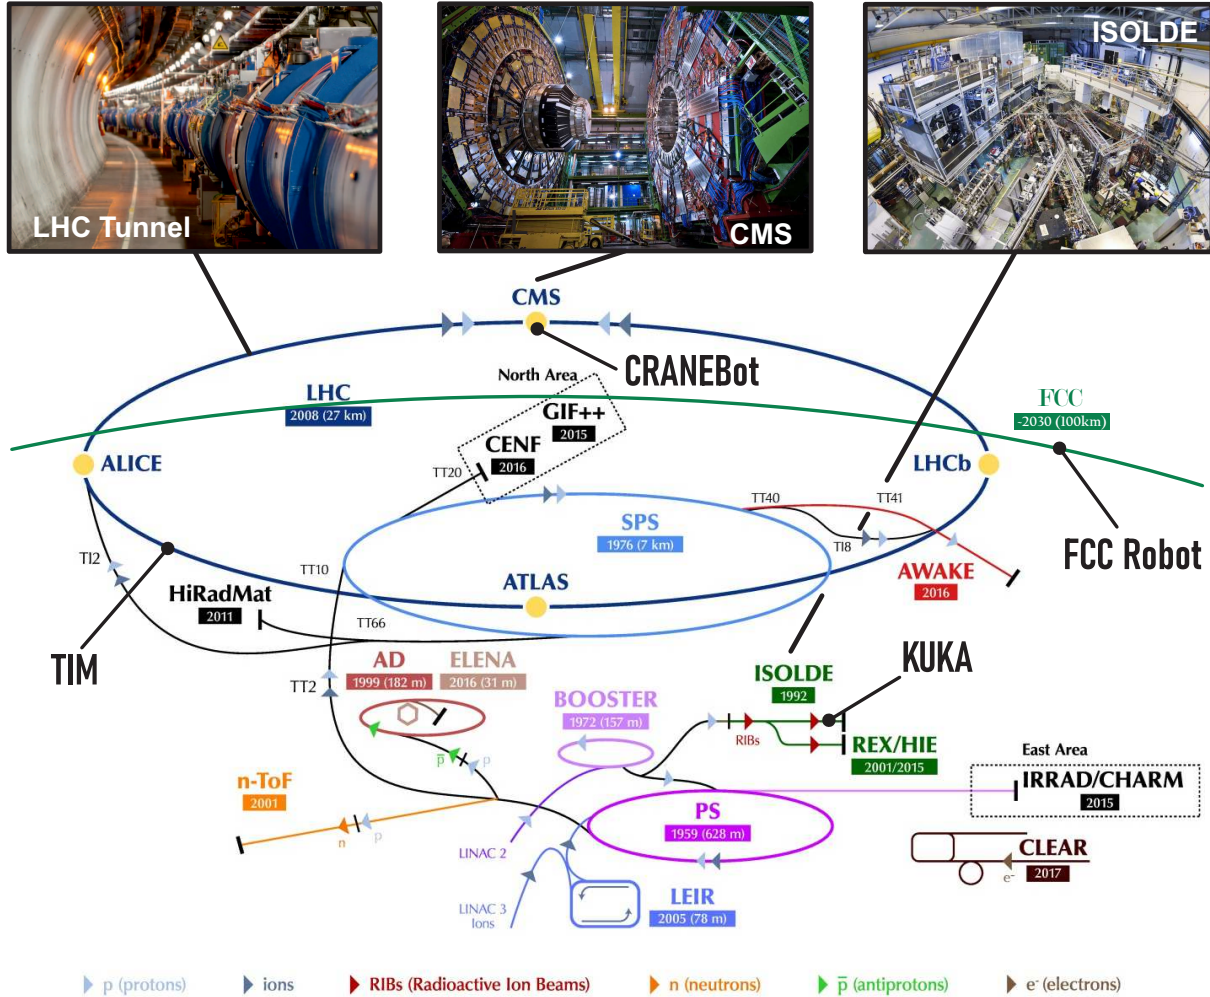 LHC Tunnel
CMS
ISOLDE
CMS
CRANEBot
North Area
LHC
2008 (27 km)
GIF++
2015
CENF
2016
FCC
-2030 (100km)
ALICE
LHCb
TT20
TT40
TT41
SPS
1976 (7 km)
TI8
FCC Robot
TI2
TT10
AWAKE
2016
ATLAS
HiRadMat
2011
TT66
TIM
AD
1999 (182 m)
ELENA
2016 (31 m)
TT2
ISOLDE
1992
KUKA
BOOSTER
1972 (157 m)
RIBs
REX/HIE
2001/2015
East Area
p̅
p
n-ToF
2001
IRRAD/CHARM
2015
PS
1959 (628 m)
n
p
LINAC 2
CLEAR
2017
e⁻
LEIR
2005 (78 m)
LINAC 3
Ions
p (protons)
ions
RIBs (Radioactive Ion Beams)
n (neutrons)
p̅ (antiprotons)
e⁻ (electrons)